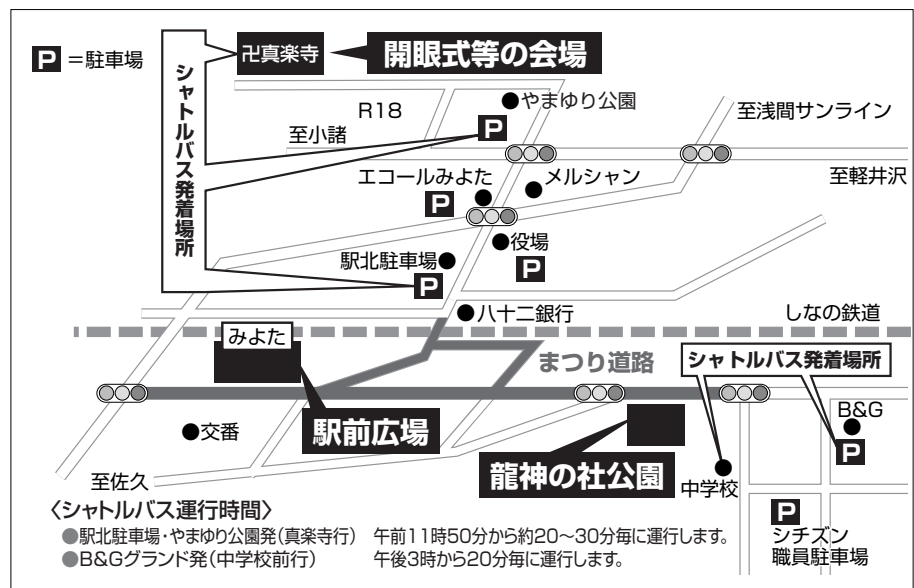 P＝駐車場
シャトルバス発着場所
卍真楽寺
開眼式等の会場
R18
●やまゆり公園
P
至浅間サンライン
至小諸
至軽井沢
エコールみよた
メルシャン
P
●役場
P
駅北駐車場●
P
●八十二銀行
しなの鉄道
みよた
まつり道路
シャトルバス発着場所
B&G
P
●交番
駅前広場
龍神の社公園
中学校
至佐久
P
シチズン
職員駐車場
〈シャトルバス運行時間〉
●駅北駐車場・やまゆり公園発（真楽寺行）　午前11時50分から約20〜30分毎に運行します。
●B&Gグランド発（中学校前行）　午後3時から20分毎に運行します。